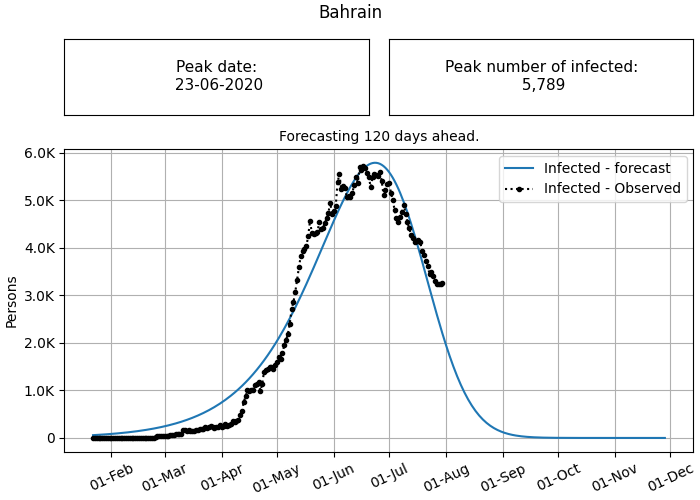 Bahrain
Peak date:
23-06-2020
Peak number of infected:
5,789
Forecasting 120 days ahead.
Infected - forecast
Infected - Observed
Persons
6.0K
5.0K
4.0K
3.0K
2.0K
1.0K
0
01-Feb
01-Mar
01-Apr
01-May
01-Jun
01-Jul
01-Aug
01-Sep
01-Oct
01-Nov
01-Dec